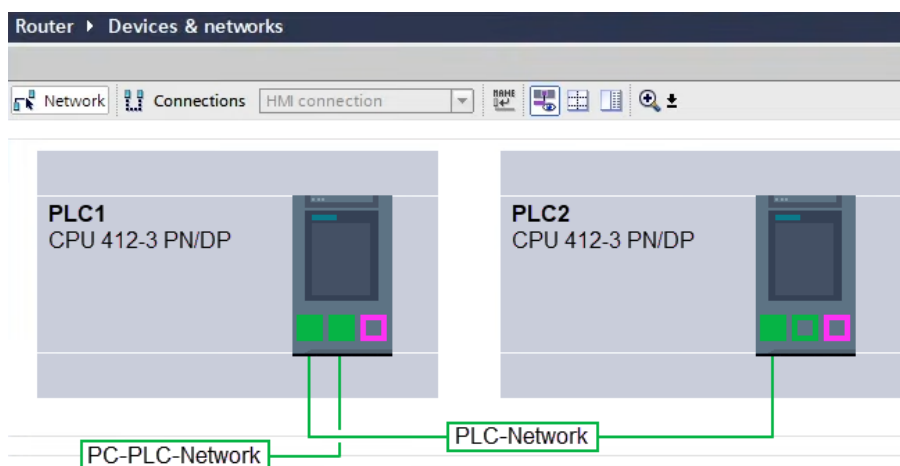 Router ▸ Devices & networks
Network Connections HMI connection
NAME
PLC1
CPU 412-3 PN/DP
PLC2
CPU 412-3 PN/DP
PLC-Network
PC-PLC-Network